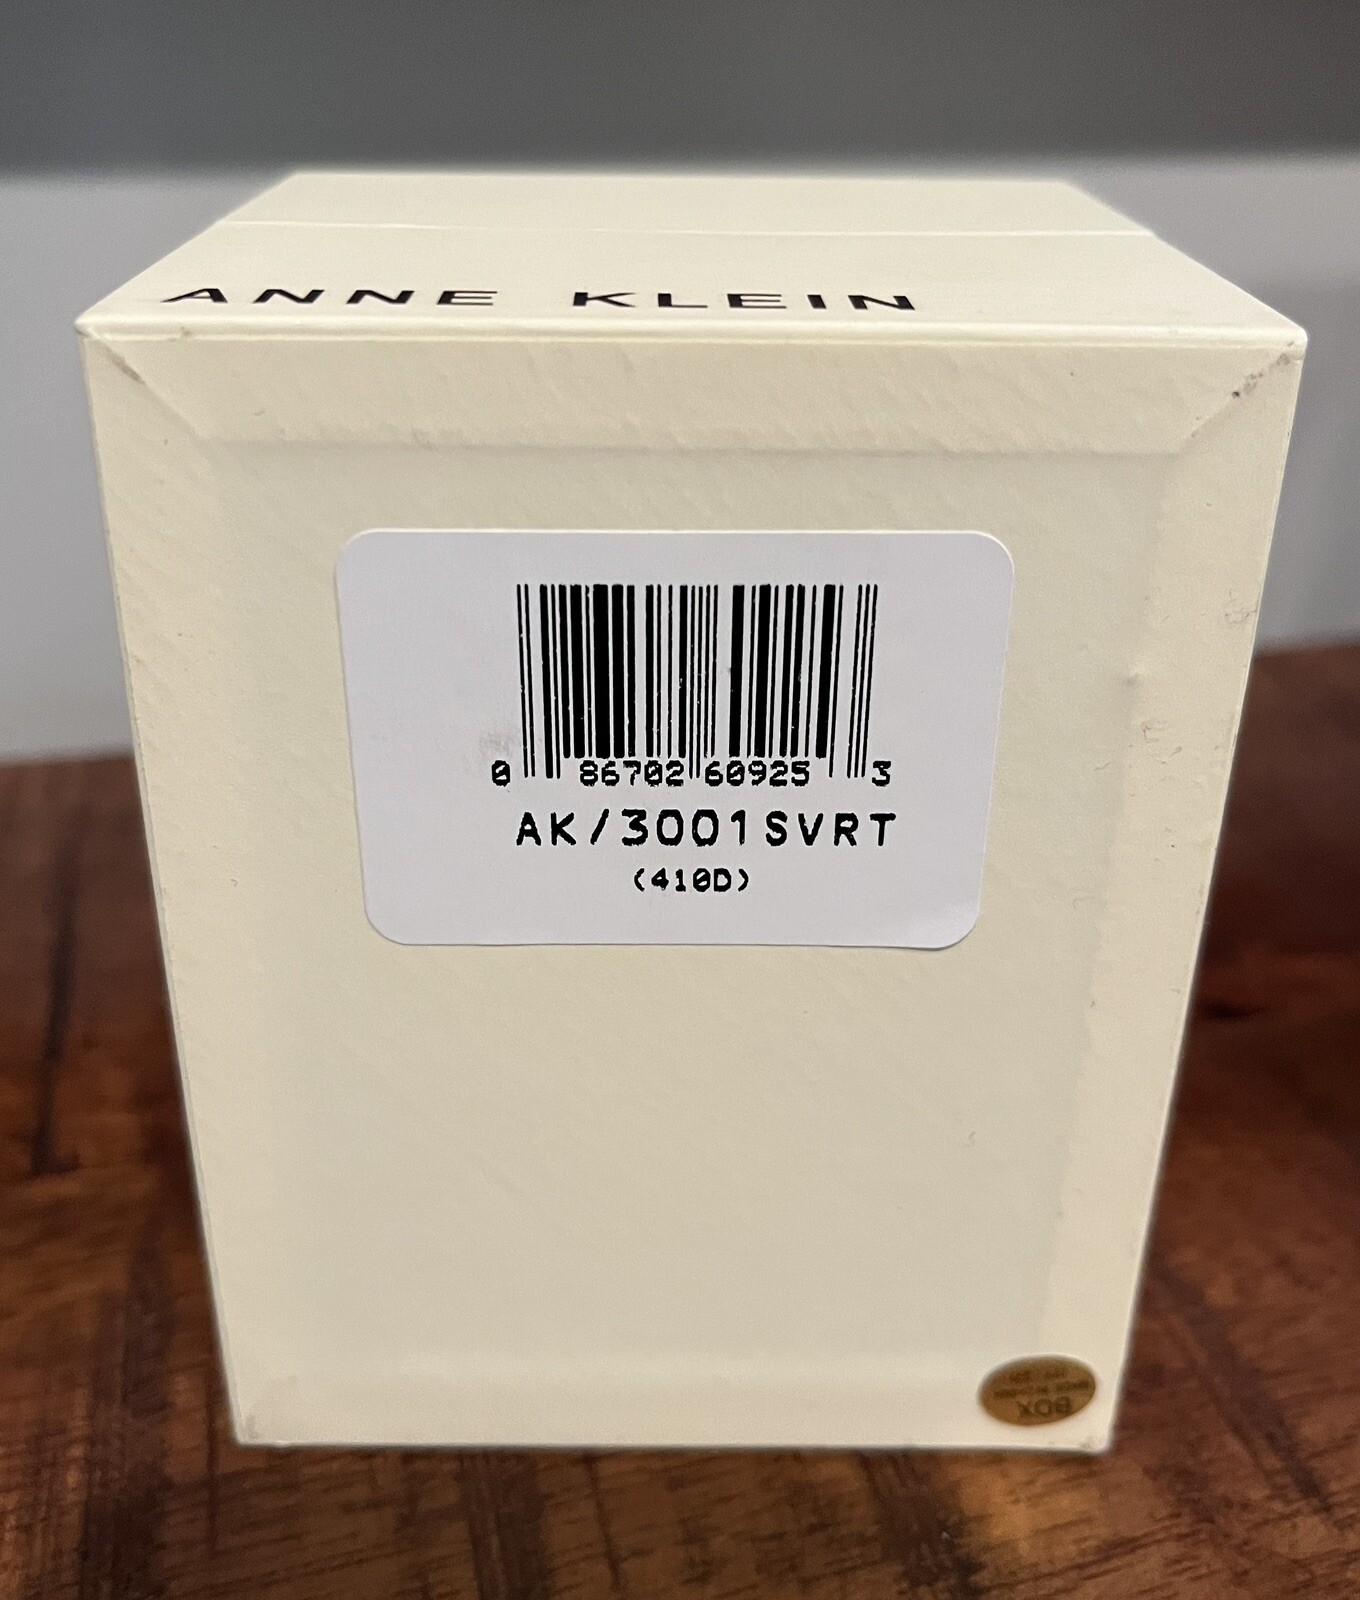 ANNE KLEIN
0 86702 60925 3
AK/3001SVRT
(410D)
BOX